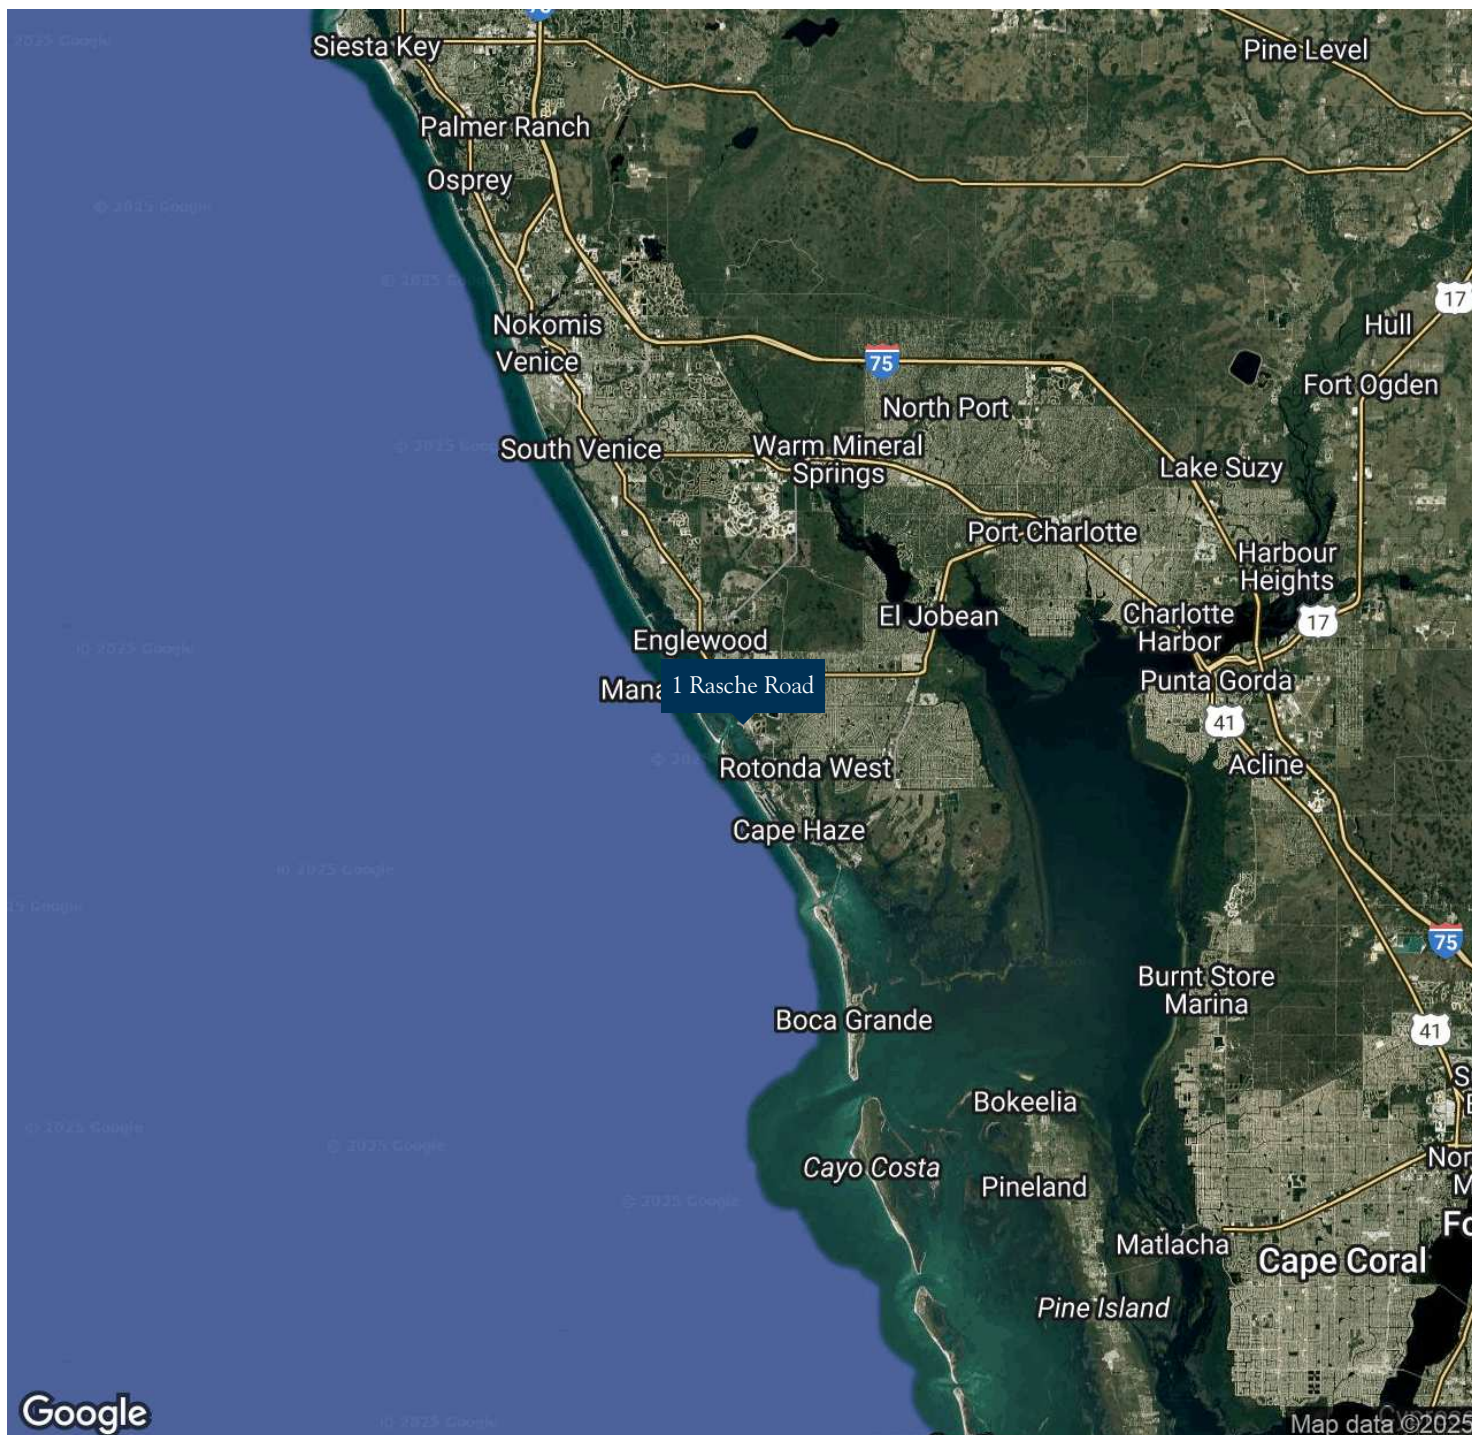 Siesta Key
Pine Level
Palmer Ranch
Osprey
17
Nokomis
Hull
Venice
75
Fort Ogden
North Port
South Venice
Warm Mineral
Springs
Lake Suzy
Port Charlotte
Harbour
Heights
El Jobean
Charlotte
Harbor
17
Englewood
Mana
1 Rasche Road
Punta Gorda
41
Acline
Rotonda West
Cape Haze
75
Burnt Store
Marina
Boca Grande
41
Bokeelia
Cayo Costa
Pineland
Matlacha
Cape Coral
Pine Island
Google
Map data ©2025